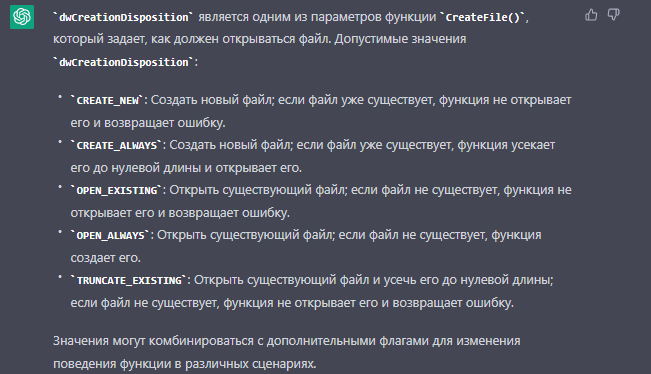 `dwCreationDisposition` является одним из параметров функции `CreateFile()`,
который задает, как должен открываться файл. Допустимые значения
`dwCreationDisposition`:
• `CREATE_NEW`: Создать новый файл; если файл уже существует, функция не открывает
его и возвращает ошибку.
• `CREATE_ALWAYS`: Создать новый файл; если файл уже существует, функция усекает
его до нулевой длины и открывает его.
• `OPEN_EXISTING`: Открыть существующий файл; если файл не существует, функция не
открывает его и возвращает ошибку.
• `OPEN_ALWAYS`: Открыть существующий файл; если файл не существует, функция
создает его.
• `TRUNCATE_EXISTING`: Открыть существующий файл и усечь его до нулевой длины;
если файл не существует, функция не открывает его и возвращает ошибку.
Значения могут комбинироваться с дополнительными флагами для изменения
поведения функции в различных сценариях.